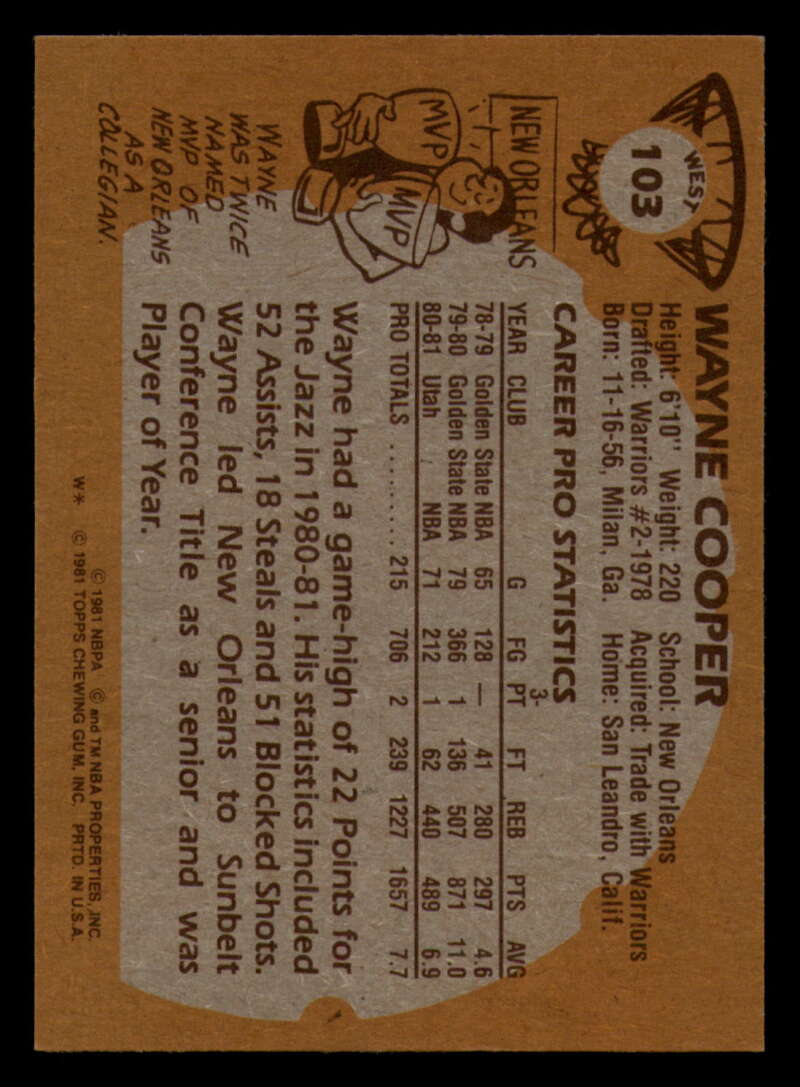 WEST
103
WAYNE COOPER
Height: 6'10" Weight: 220 School: New Orleans
Drafted: Warriors #2-1978 Acquired: Trade with Warriors
Born: 11-16-56, Milan, Ga. Home: San Leandro, Calif.
CAREER PRO STATISTICS
3-
YEAR CLUB G FG PT FT REB PTS AVG
78-79 Golden State NBA 65 128 — 41 280 297 4.6
79-80 Golden State NBA 79 366 1 136 507 871 11.0
80-81 Utah NBA 71 212 1 62 440 489 6.9
PRO TOTALS .......... 215 706 2 239 1227 1657 7.7
NEW ORLEANS
MVP
MVP
WAYNE
WAS TWICE
NAMED
MVP OF
NEW ORLEANS
AS A
COLLEGIAN.
Wayne had a game-high of 22 Points for
the Jazz in 1980-81. His statistics included
52 Assists, 18 Steals and 51 Blocked Shots.
Wayne led New Orleans to Sunbelt
Conference Title as a senior and was
Player of Year.
© 1981 NBPA © and TM NBA PROPERTIES, INC.
W* © 1981 TOPPS CHEWING GUM, INC. PRTD. IN U.S.A.